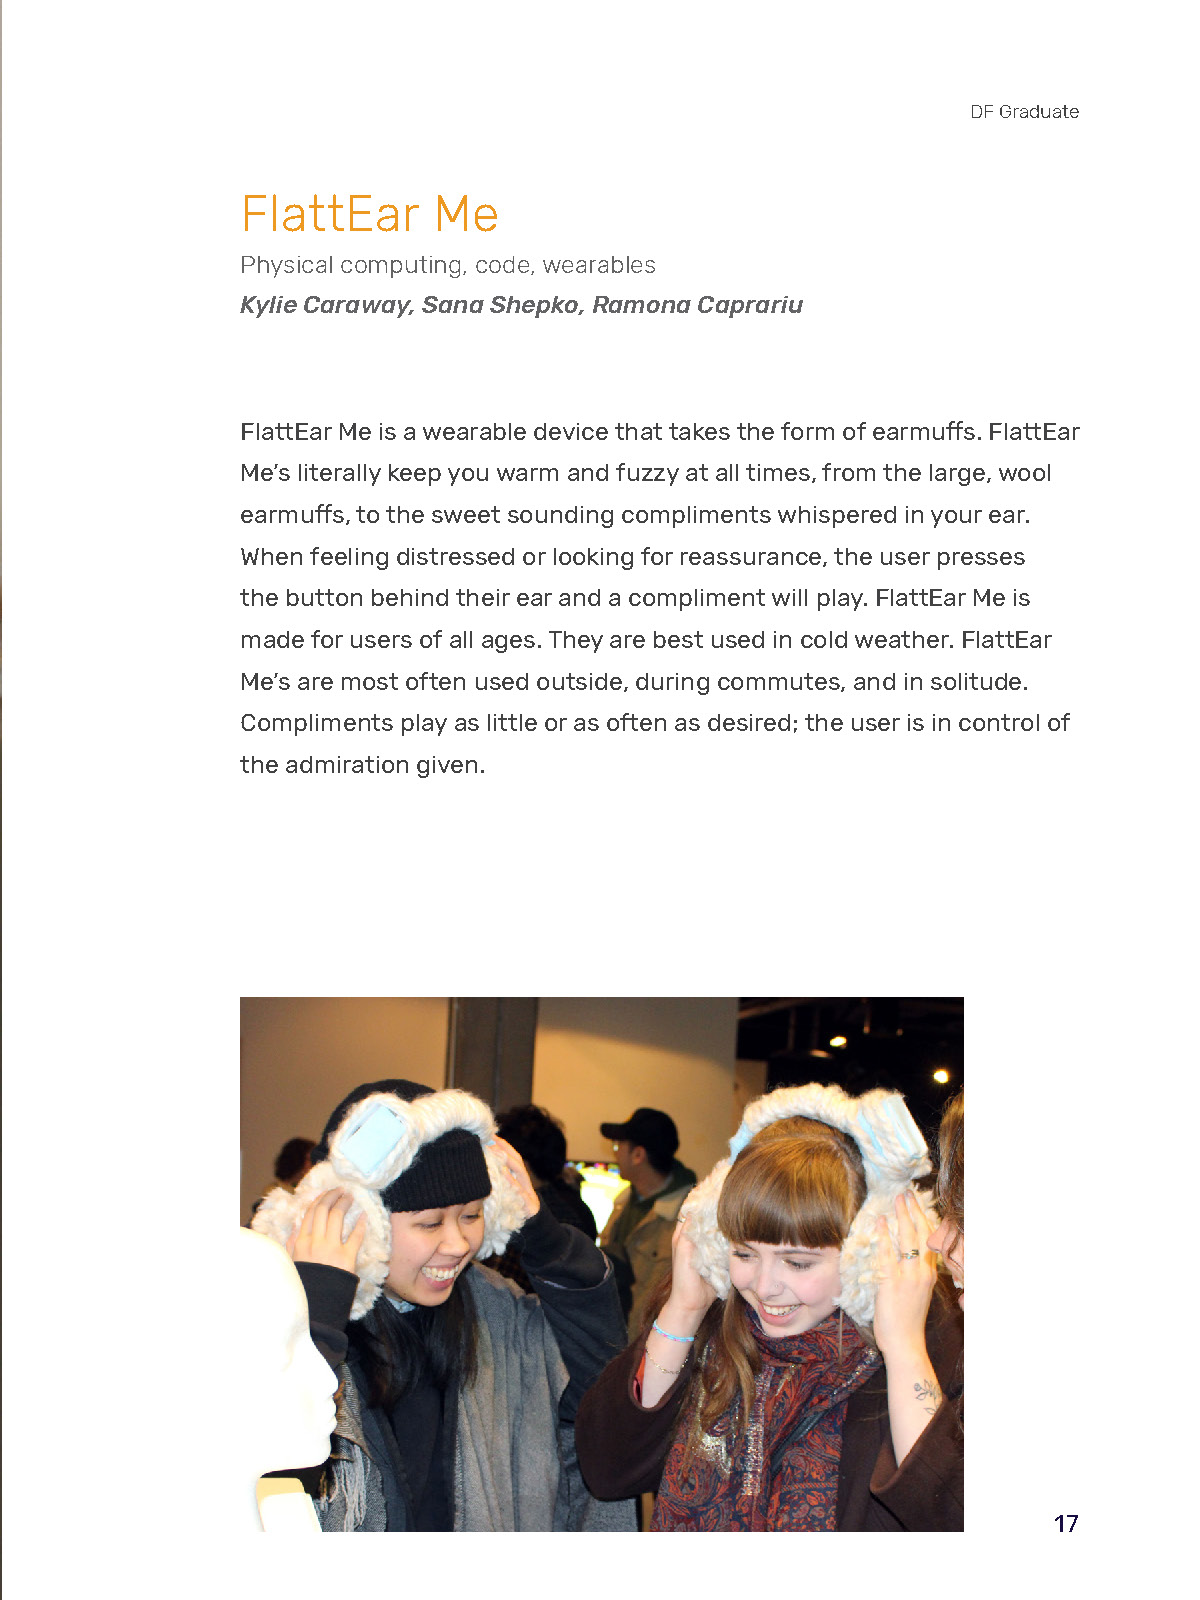 DF Graduate
FlattEar Me
Physical computing, code, wearables
Kylie Caraway, Sana Shepko, Ramona Caprariu
FlattEar Me is a wearable device that takes the form of earmuffs. FlattEar
Me’s literally keep you warm and fuzzy at all times, from the large, wool
earmuffs, to the sweet sounding compliments whispered in your ear.
When feeling distressed or looking for reassurance, the user presses
the button behind their ear and a compliment will play. FlattEar Me is
made for users of all ages. They are best used in cold weather. FlattEar
Me’s are most often used outside, during commutes, and in solitude.
Compliments play as little or as often as desired; the user is in control of
the admiration given.
17